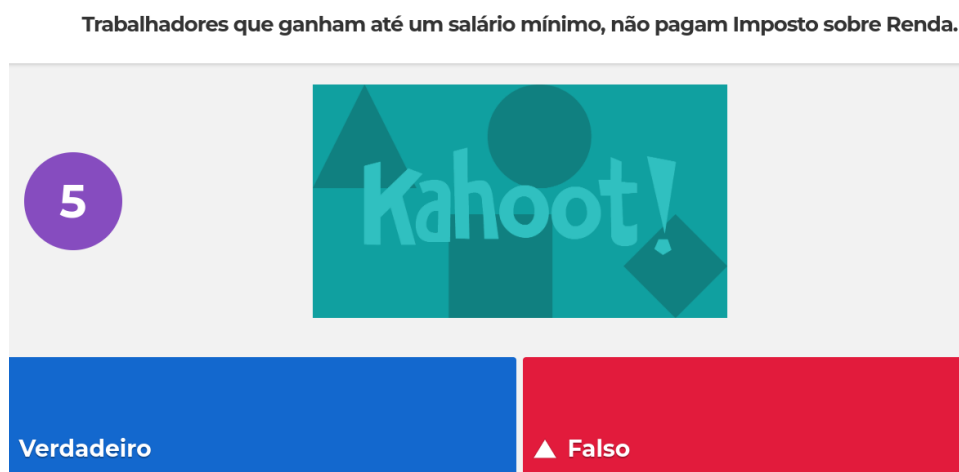 Trabalhadores que ganham até um salário mínimo, não pagam Imposto sobre Renda.
5
Kahoot!
Verdadeiro
Falso